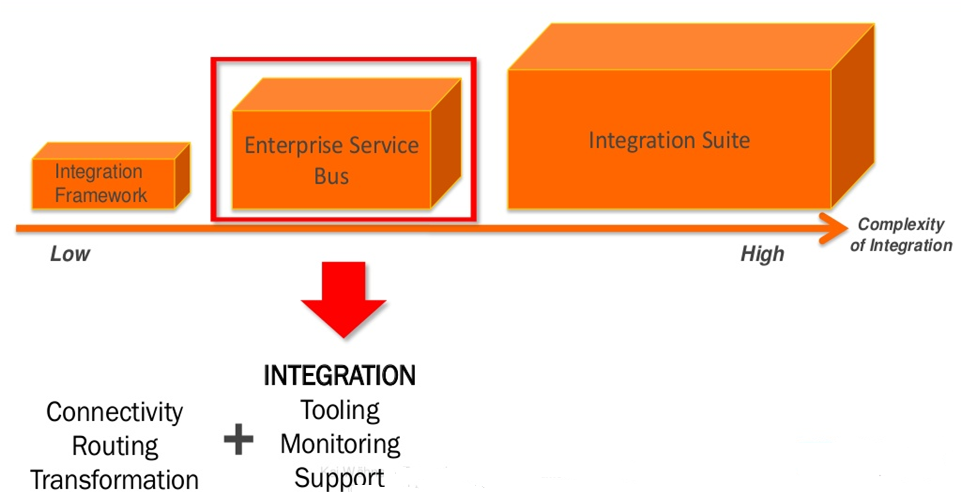 Integration
Framework
Enterprise Service
Bus
Integration Suite
Low
High
Complexity
of Integration
Connectivity
Routing
Transformation
+
INTEGRATION
Tooling
Monitoring
Support